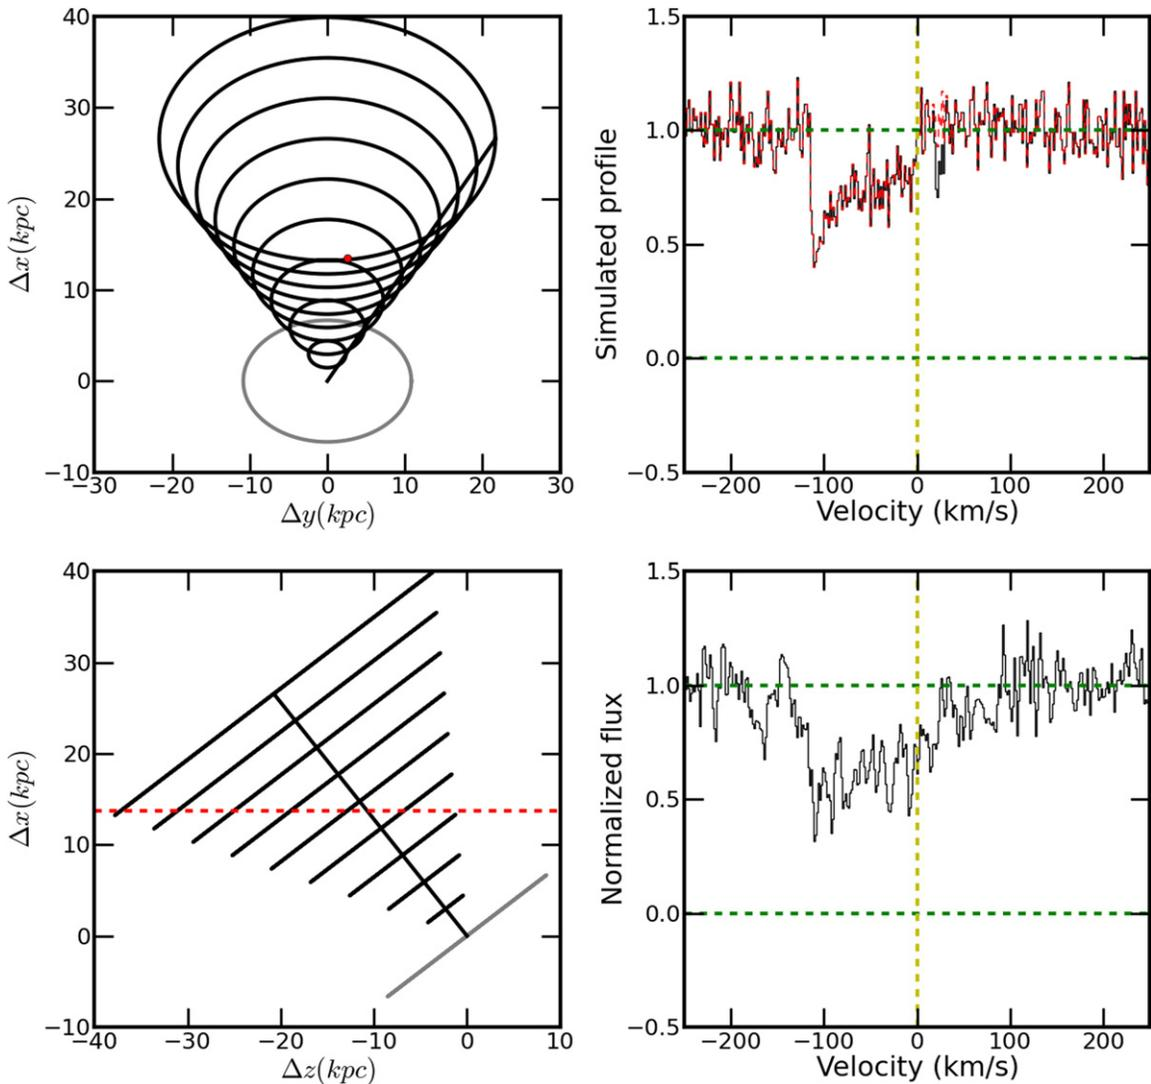 40
30
20
10
0
−10
Δx(kpc)
−30 −20 −10 0 10 20 30
Δy(kpc)
1.5
1.0
0.5
0.0
−0.5
Simulated profile
−200 −100 0 100 200
Velocity (km/s)
40
30
20
10
0
−10
Δx(kpc)
−40 −30 −20 −10 0 10
Δz(kpc)
1.5
1.0
0.5
0.0
−0.5
Normalized flux
−200 −100 0 100 200
Velocity (km/s)